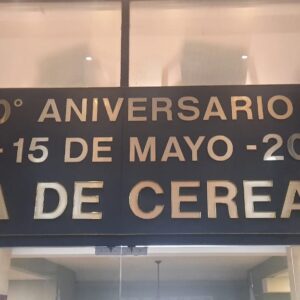 0° ANIVERSARIO
-15 DE MAYO - 20
A DE CEREA